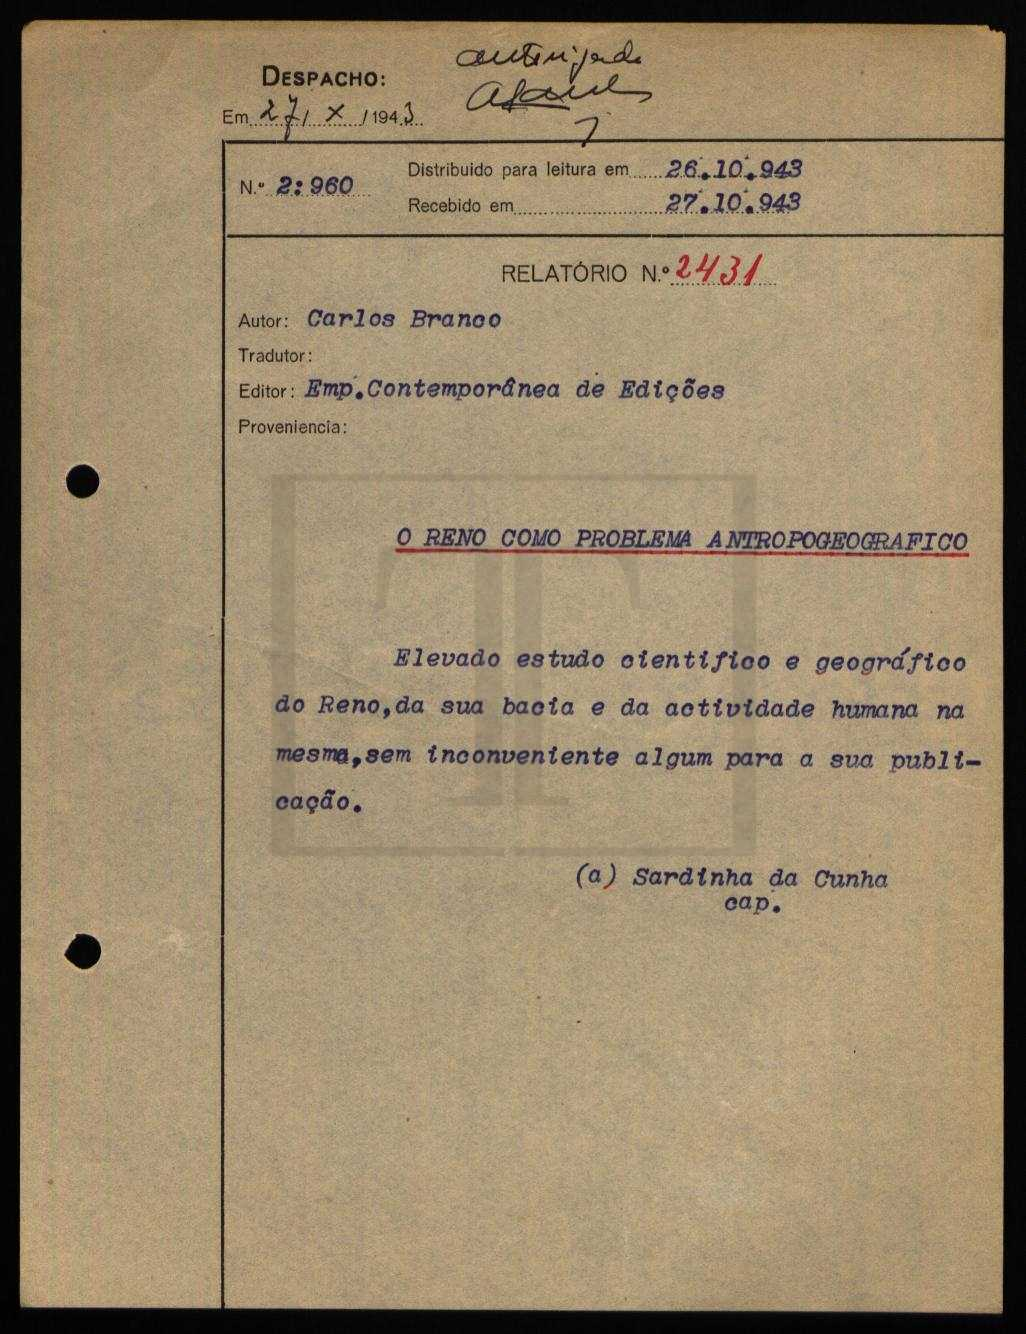 DESPACHO:
autorizado
Em 27/ X /1943
N.º 2:960
Distribuido para leitura em 26.10.943
Recebido em 27.10.943
RELATÓRIO N.º 2431
Autor: Carlos Branco
Tradutor:
Editor: Emp.Contemporânea de Edições
Proveniencia:
O RENO COMO PROBLEMA ANTROPOGEOGRAFICO
Elevado estudo cientifico e geográfico
do Reno,da sua bacia e da actividade humana na
mesma,sem inconveniente algum para a sua publi-
cação.
(a) Sardinha da Cunha
cap.